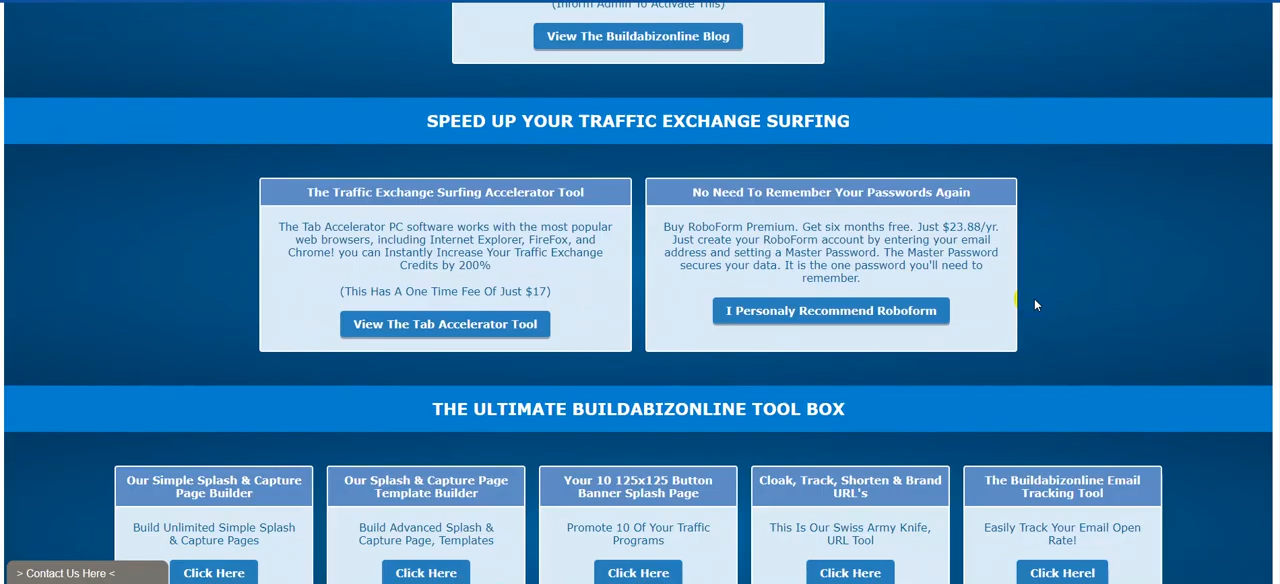 (Inform Admin To Activate This)
View The Buildabizonline Blog
SPEED UP YOUR TRAFFIC EXCHANGE SURFING
The Traffic Exchange Surfing Accelerator Tool
The Tab Accelerator PC software works with the most popular
web browsers, including Internet Explorer, FireFox, and
Chrome! you can Instantly Increase Your Traffic Exchange
Credits by 200%
(This Has A One Time Fee Of Just $17)
View The Tab Accelerator Tool
No Need To Remember Your Passwords Again
Buy RoboForm Premium. Get six months free. Just $23.88/yr.
Just create your RoboForm account by entering your email
address and setting a Master Password. The Master Password
secures your data. It is the one password you'll need to
remember.
I Personaly Recommend Roboform
THE ULTIMATE BUILDABIZONLINE TOOL BOX
Our Simple Splash & Capture
Page Builder
Build Unlimited Simple Splash
& Capture Pages
Click Here
Our Splash & Capture Page
Template Builder
Build Advanced Splash &
Capture Page, Templates
Click Here
Your 10 125x125 Button
Banner Splash Page
Promote 10 Of Your Traffic
Programs
Click Here
Cloak, Track, Shorten & Brand
URL's
This Is Our Swiss Army Knife,
URL Tool
Click Here
The Buildabizonline Email
Tracking Tool
Easily Track Your Email Open
Rate!
Click Here!
> Contact Us Here <